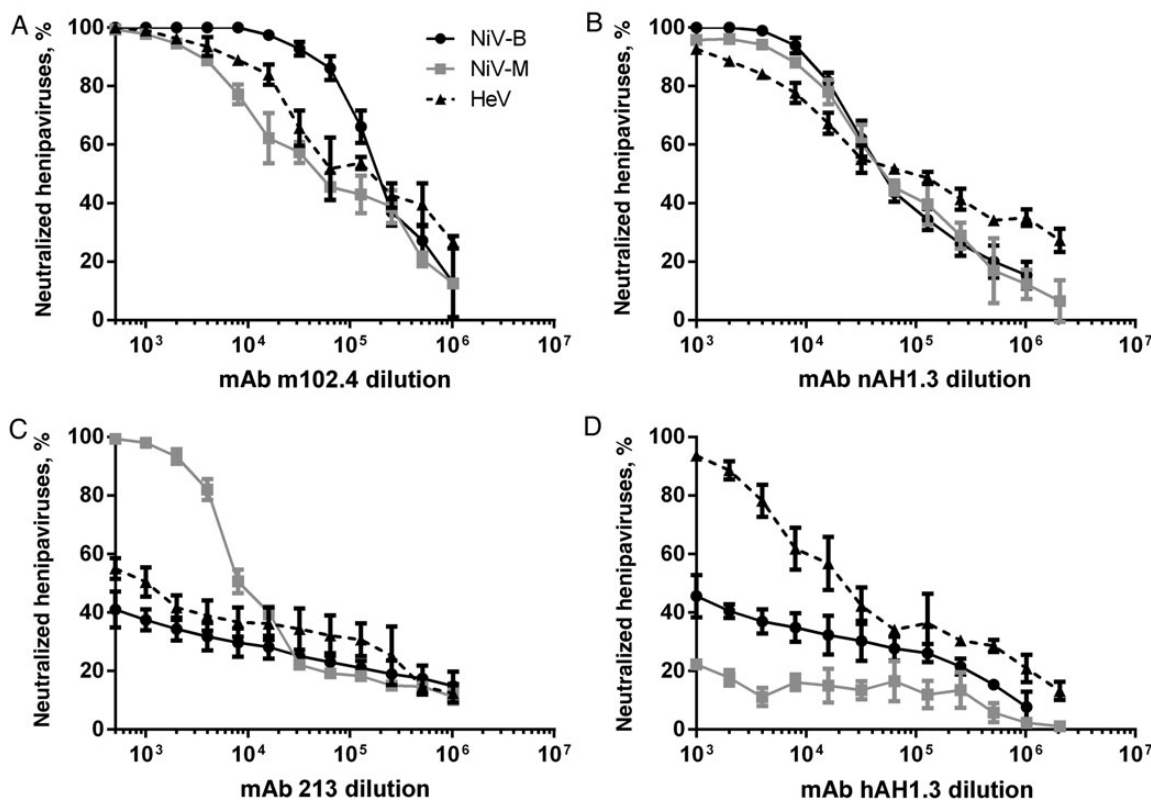 A
Neutralized henipaviruses, %
100
80
60
40
20
0
10³ 10⁴ 10⁵ 10⁶ 10⁷
mAb m102.4 dilution
NiV-B
NiV-M
HeV
B
Neutralized henipaviruses, %
100
80
60
40
20
0
10³ 10⁴ 10⁵ 10⁶ 10⁷
mAb nAH1.3 dilution
C
Neutralized henipaviruses, %
100
80
60
40
20
0
10³ 10⁴ 10⁵ 10⁶ 10⁷
mAb 213 dilution
D
Neutralized henipaviruses, %
100
80
60
40
20
0
10³ 10⁴ 10⁵ 10⁶ 10⁷
mAb hAH1.3 dilution